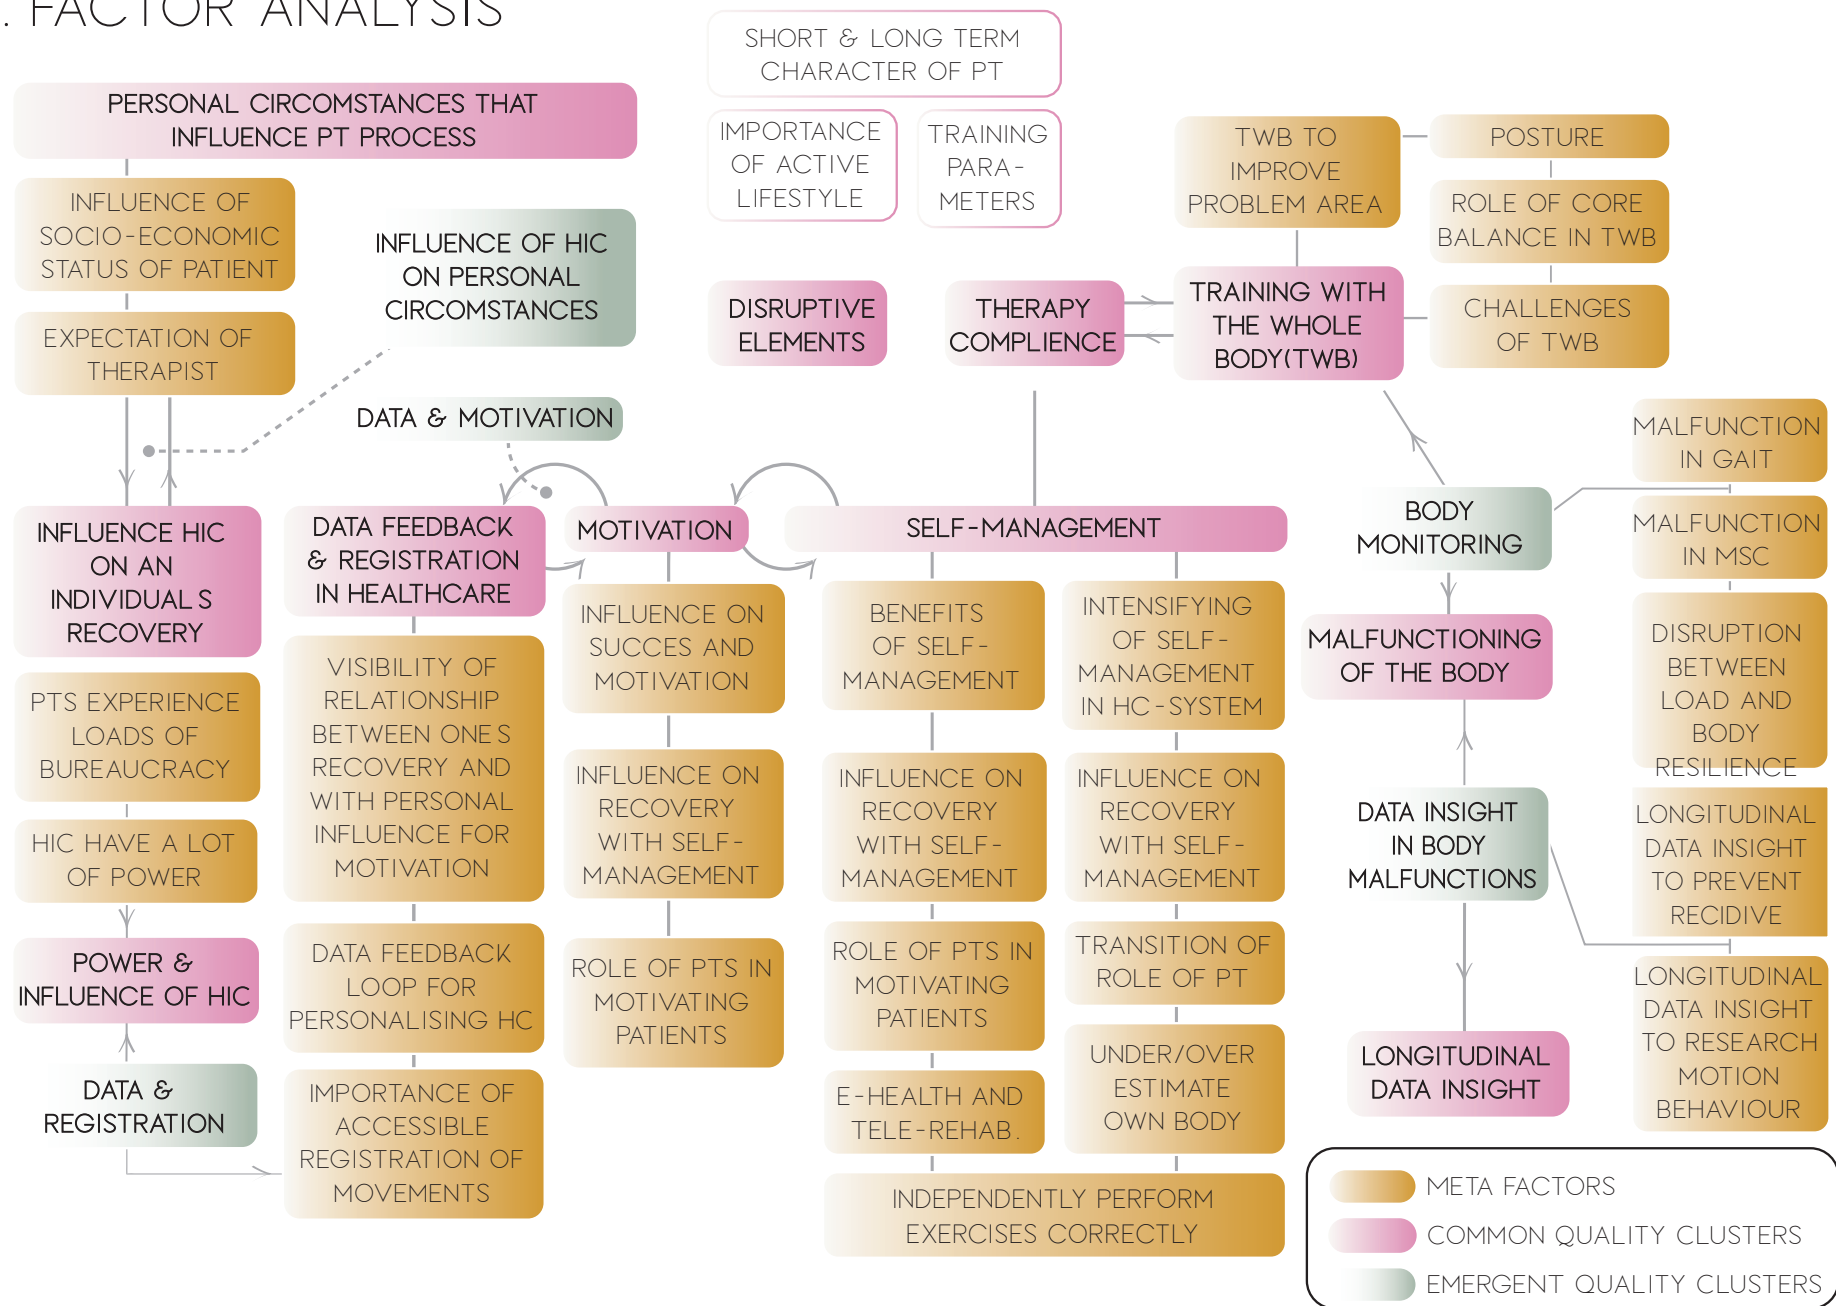 . FACTOR ANALYSIS
SHORT & LONG TERM
CHARACTER OF PT
PERSONAL CIRCOMSTANCES THAT
INFLUENCE PT PROCESS
IMPORTANCE
OF ACTIVE
LIFESTYLE
TRAINING
PARA-
METERS
TWB TO
IMPROVE
PROBLEM AREA
POSTURE
ROLE OF CORE
BALANCE IN TWB
CHALLENGES
OF TWB
INFLUENCE OF
SOCIO-ECONOMIC
STATUS OF PATIENT
EXPECTATION OF
THERAPIST
INFLUENCE OF HIC
ON PERSONAL
CIRCOMSTANCES
DISRUPTIVE
ELEMENTS
THERAPY
COMPLIENCE
TRAINING WITH
THE WHOLE
BODY(TWB)
DATA & MOTIVATION
INFLUENCE HIC
ON AN
INDIVIDUAL S
RECOVERY
PTS EXPERIENCE
LOADS OF
BUREAUCRACY
HIC HAVE A LOT
OF POWER
POWER &
INFLUENCE OF HIC
DATA &
REGISTRATION
DATA FEEDBACK
& REGISTRATION
IN HEALTHCARE
VISIBILITY OF
RELATIONSHIP
BETWEEN ONE S
RECOVERY AND
WITH PERSONAL
INFLUENCE FOR
MOTIVATION
DATA FEEDBACK
LOOP FOR
PERSONALISING HC
IMPORTANCE OF
ACCESSIBLE
REGISTRATION OF
MOVEMENTS
MOTIVATION
INFLUENCE ON
SUCCES AND
MOTIVATION
INFLUENCE ON
RECOVERY
WITH SELF-
MANAGEMENT
ROLE OF PTS IN
MOTIVATING
PATIENTS
SELF-MANAGEMENT
BENEFITS
OF SELF-
MANAGEMENT
INFLUENCE ON
RECOVERY
WITH SELF-
MANAGEMENT
ROLE OF PTS IN
MOTIVATING
PATIENTS
E-HEALTH AND
TELE-REHAB.
INTENSIFYING
OF SELF-
MANAGEMENT
IN HC-SYSTEM
INFLUENCE ON
RECOVERY
WITH SELF-
MANAGEMENT
TRANSITION OF
ROLE OF PT
UNDER/OVER
ESTIMATE
OWN BODY
INDEPENDENTLY PERFORM
EXERCISES CORRECTLY
BODY
MONITORING
MALFUNCTIONING
OF THE BODY
DATA INSIGHT
IN BODY
MALFUNCTIONS
LONGITUDINAL
DATA INSIGHT
MALFUNCTION
IN GAIT
MALFUNCTION
IN MSC
DISRUPTION
BETWEEN
LOAD AND
BODY
RESILIENCE
LONGITUDINAL
DATA INSIGHT
TO PREVENT
RECIDIVE
LONGITUDINAL
DATA INSIGHT
TO RESEARCH
MOTION
BEHAVIOUR
META FACTORS
COMMON QUALITY CLUSTERS
EMERGENT QUALITY CLUSTERS